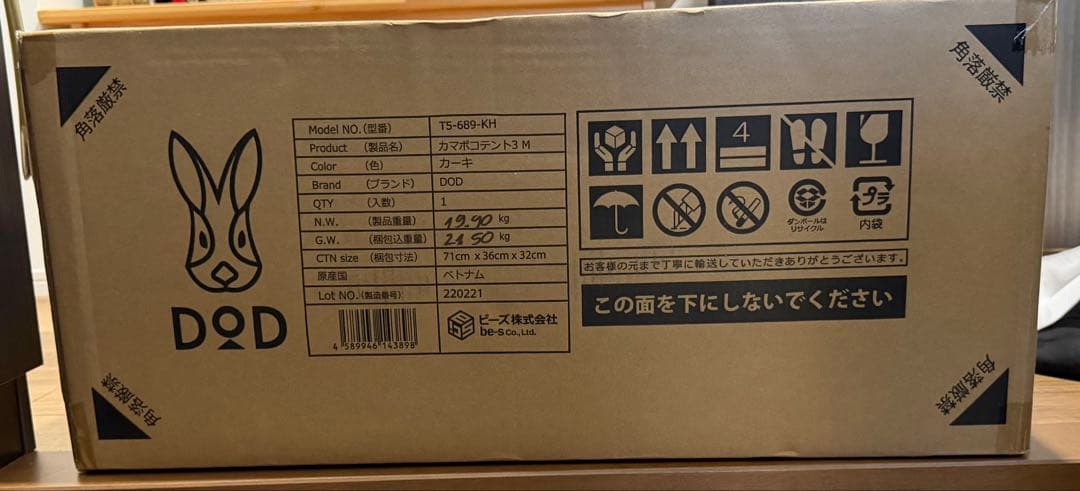 角落厳禁
角落厳禁
DOD
Model NO.(型番) T5-689-KH
Product (製品名) カマボコテント3 M
Color (色) カーキ
Brand (ブランド) DOD
QTY (入数) 1
N.W. (製品重量) 19.90 kg
G.W. (梱包込重量) 21.50 kg
CTN size (梱包寸法) 71cm x 36cm x 32cm
原産国 ベトナム
Lot NO.(製造番号) 220221
4 589946 143898
ビーズ株式会社
be-s Co., Ltd.
4
ダンボールは
リサイクル
プラ
内袋
お客様の元まで丁寧に輸送していただきありがとうございます。
この面を下にしないでください
角落厳禁
角落厳禁